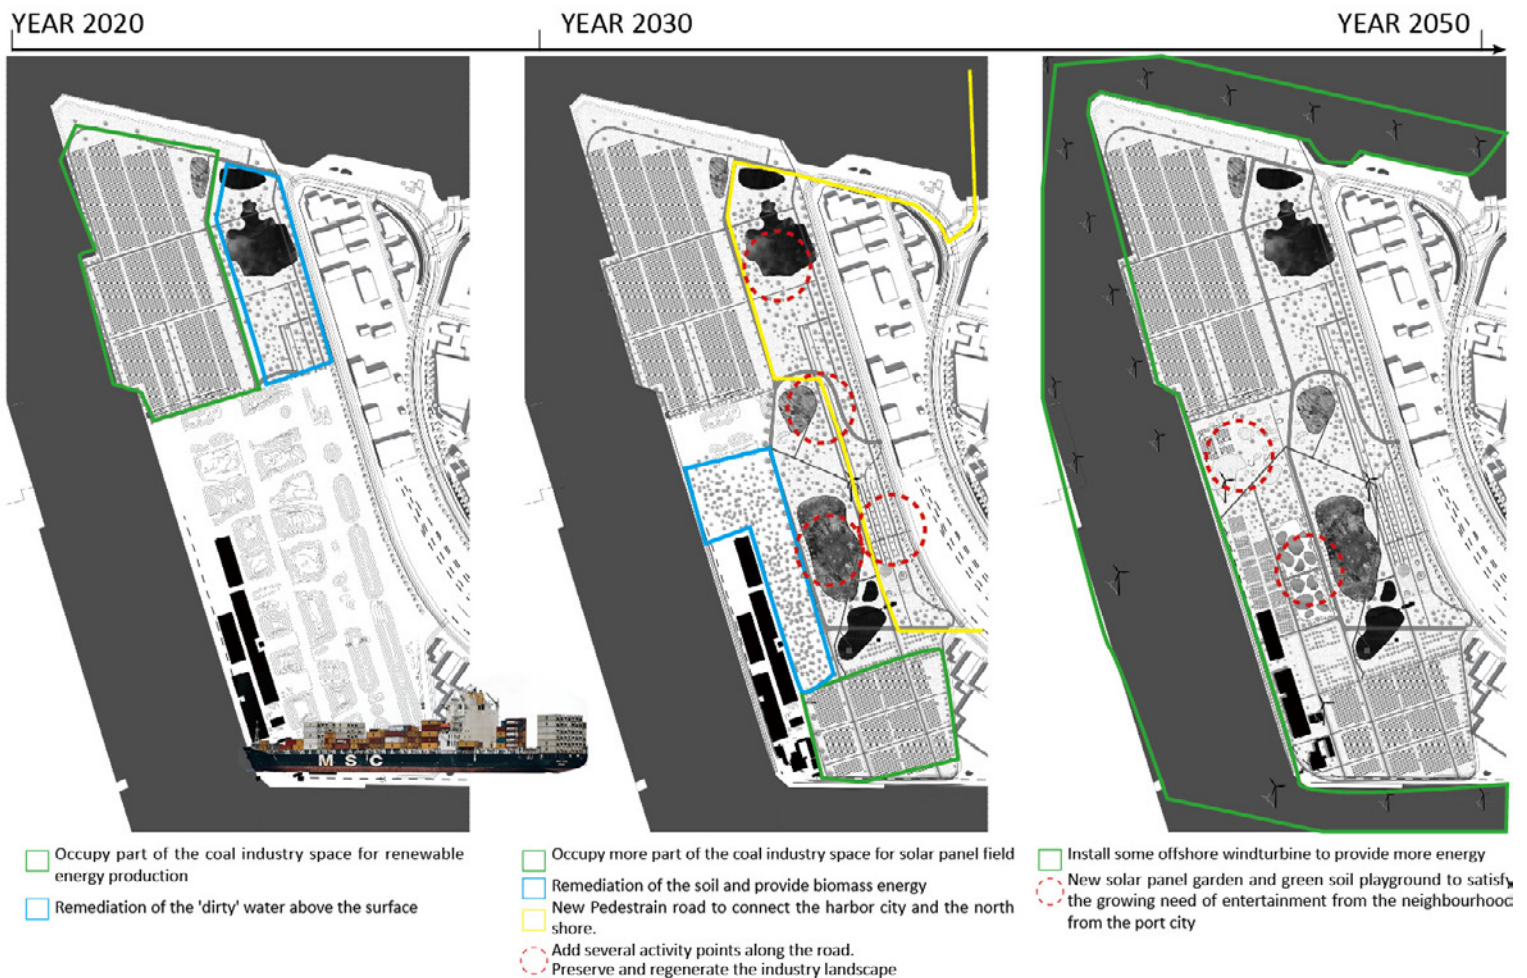 YEAR 2020
YEAR 2030
YEAR 2050
M S C
Occupy part of the coal industry space for renewable
energy production
Remediation of the 'dirty' water above the surface
Occupy more part of the coal industry space for solar panel field
Remediation of the soil and provide biomass energy
New Pedestrain road to connect the harbor city and the north
shore.
Add several activity points along the road.
Preserve and regenerate the industry landscape
Install some offshore windturbine to provide more energy
New solar panel garden and green soil playground to satisfy
the growing need of entertainment from the neighbourhood
from the port city